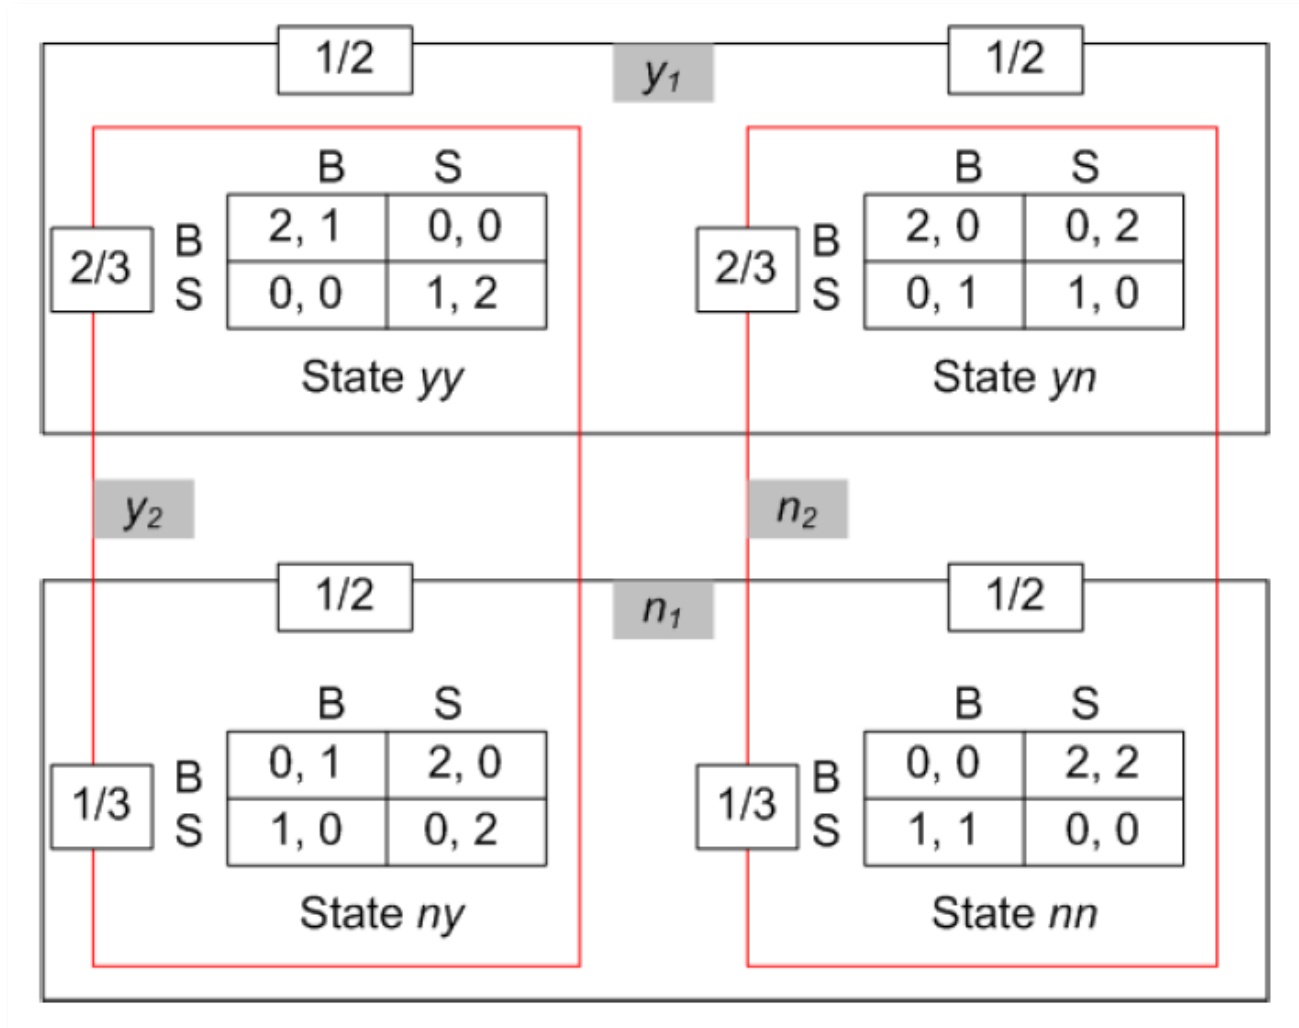 1/2 y₁ 1/2
B S B S
2/3 B 2, 1 0, 0 2/3 B 2, 0 0, 2
S 0, 0 1, 2 S 0, 1 1, 0
State yy State yn
y₂ n₂
1/2 n₁ 1/2
B S B S
1/3 B 0, 1 2, 0 1/3 B 0, 0 2, 2
S 1, 0 0, 2 S 1, 1 0, 0
State ny State nn